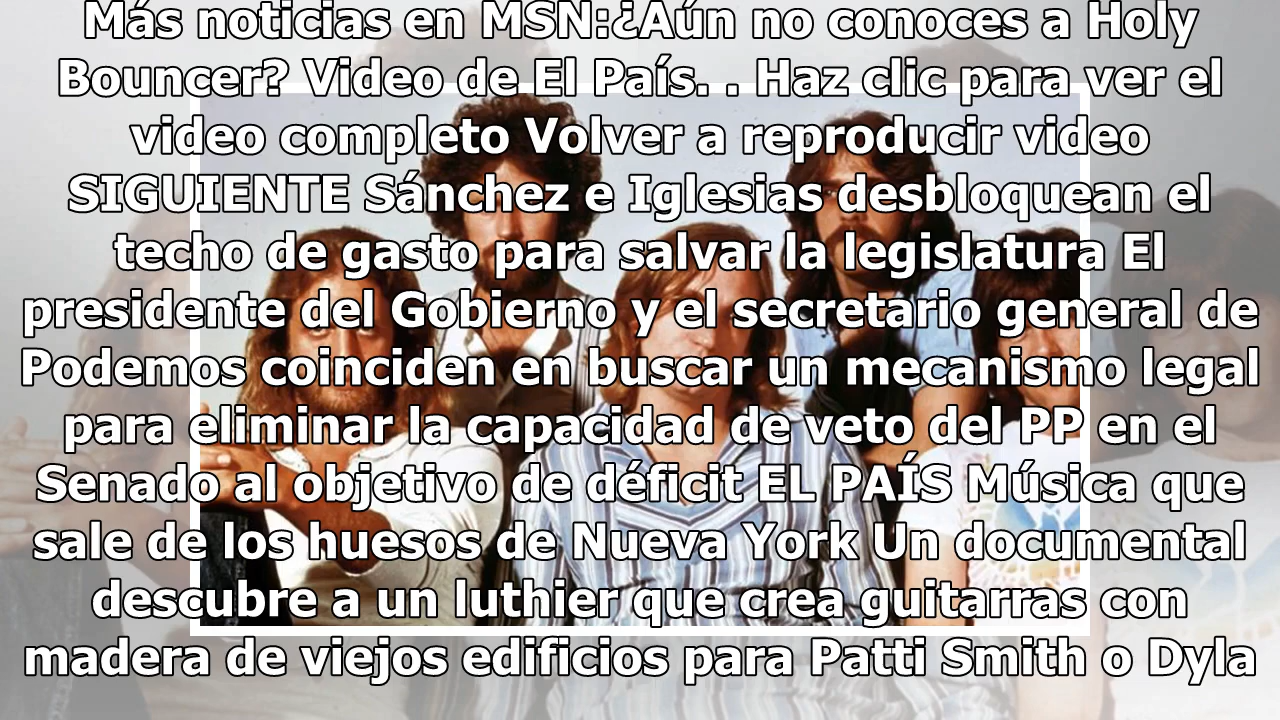 Más noticias en MSN:¿Aún no conoces a Holy
Bouncer? Video de El País. . Haz clic para ver el
video completo Volver a reproducir video
SIGUIENTE Sánchez e Iglesias desbloquean el
techo de gasto para salvar la legislatura El
presidente del Gobierno y el secretario general de
Podemos coinciden en buscar un mecanismo legal
para eliminar la capacidad de veto del PP en el
Senado al objetivo de déficit EL PAÍS Música que
sale de los huesos de Nueva York Un documental
descubre a un luthier que crea guitarras con
madera de viejos edificios para Patti Smith o Dyla